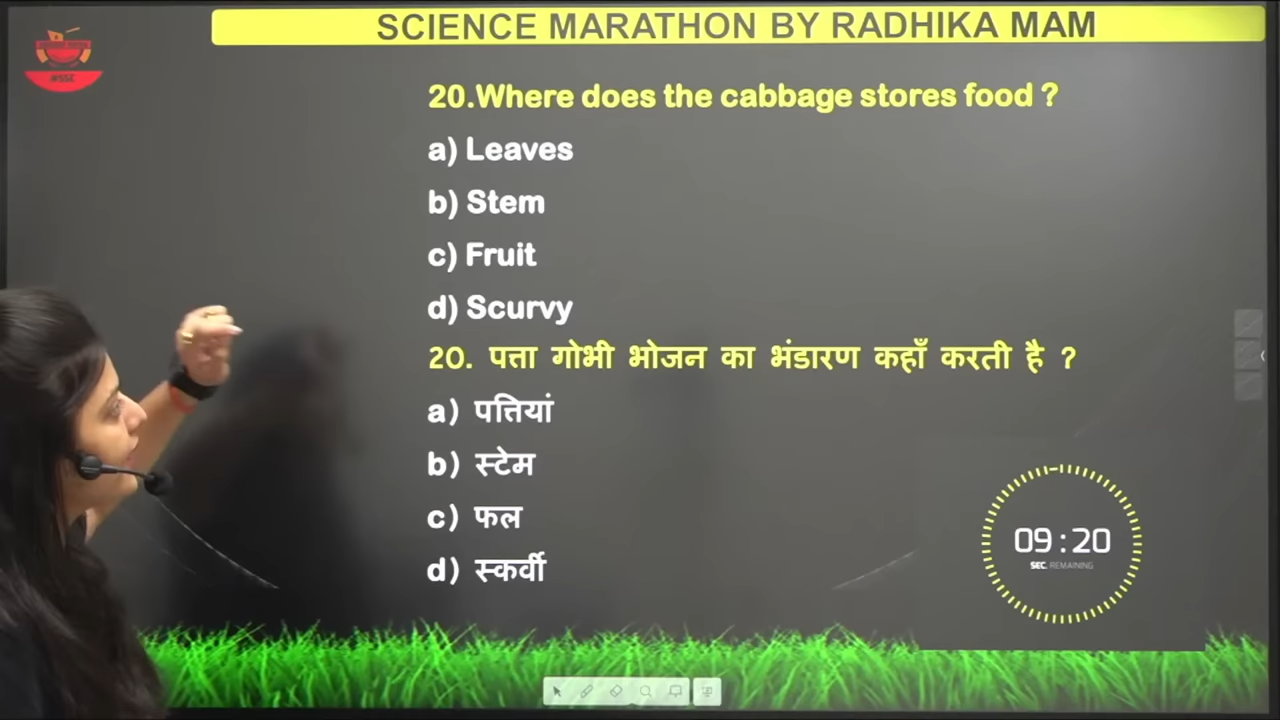 SCIENCE MARATHON BY RADHIKA MAM
#SSC
20.Where does the cabbage stores food ?
a) Leaves
b) Stem
c) Fruit
d) Scurvy
20. पत्ता गोभी भोजन का भंडारण कहाँ करती है ?
a) पत्तियां
b) स्टेम
c) फल
d) स्कर्वी
09:20
SEC. REMAINING